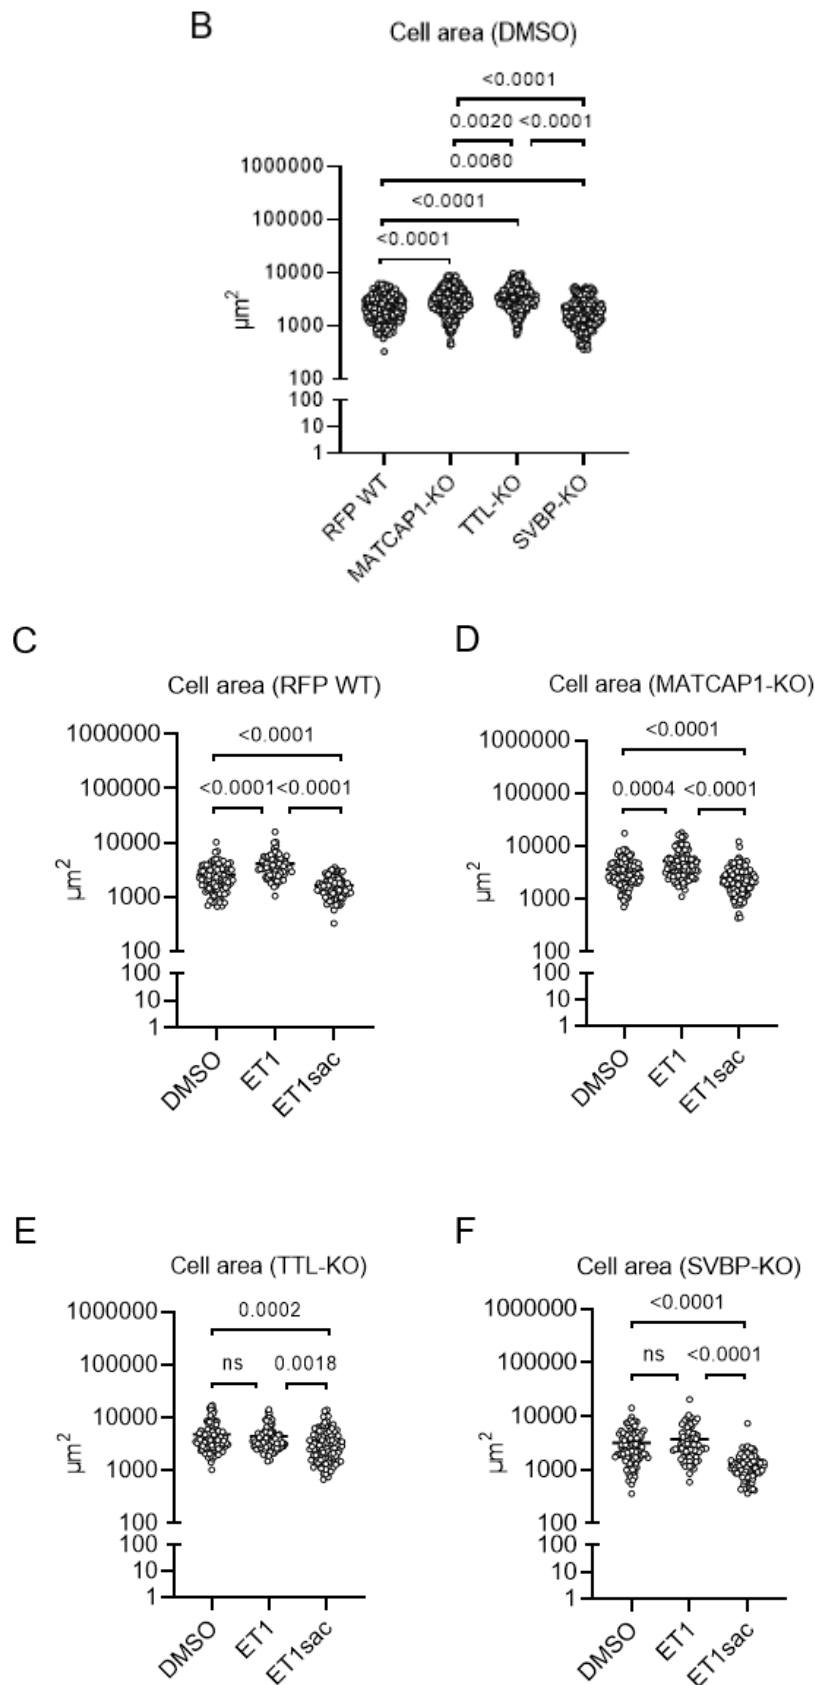 B
Cell area (DMSO)
<0.0001
0.0020 <0.0001
0.0060
<0.0001
<0.0001
1000000
100000
10000
1000
100
100
10
1
µm2
RFP WT
MATCAP1-KO
TTL-KO
SVBP-KO
C
Cell area (RFP WT)
<0.0001
<0.0001 <0.0001
1000000
100000
10000
1000
100
100
10
1
µm2
DMSO
ET1
ET1sac
D
Cell area (MATCAP1-KO)
<0.0001
0.0004 <0.0001
1000000
100000
10000
1000
100
100
10
1
µm2
DMSO
ET1
ET1sac
E
Cell area (TTL-KO)
0.0002
ns 0.0018
1000000
100000
10000
1000
100
100
10
1
µm2
DMSO
ET1
ET1sac
F
Cell area (SVBP-KO)
<0.0001
ns <0.0001
1000000
100000
10000
1000
100
100
10
1
µm2
DMSO
ET1
ET1sac